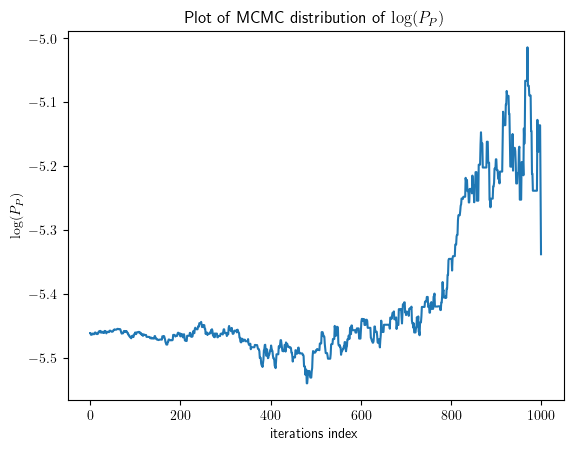 Plot of MCMC distribution of log(P_P)
log(P_P)
−5.0
−5.1
−5.2
−5.3
−5.4
−5.5
0 200 400 600 800 1000
iterations index